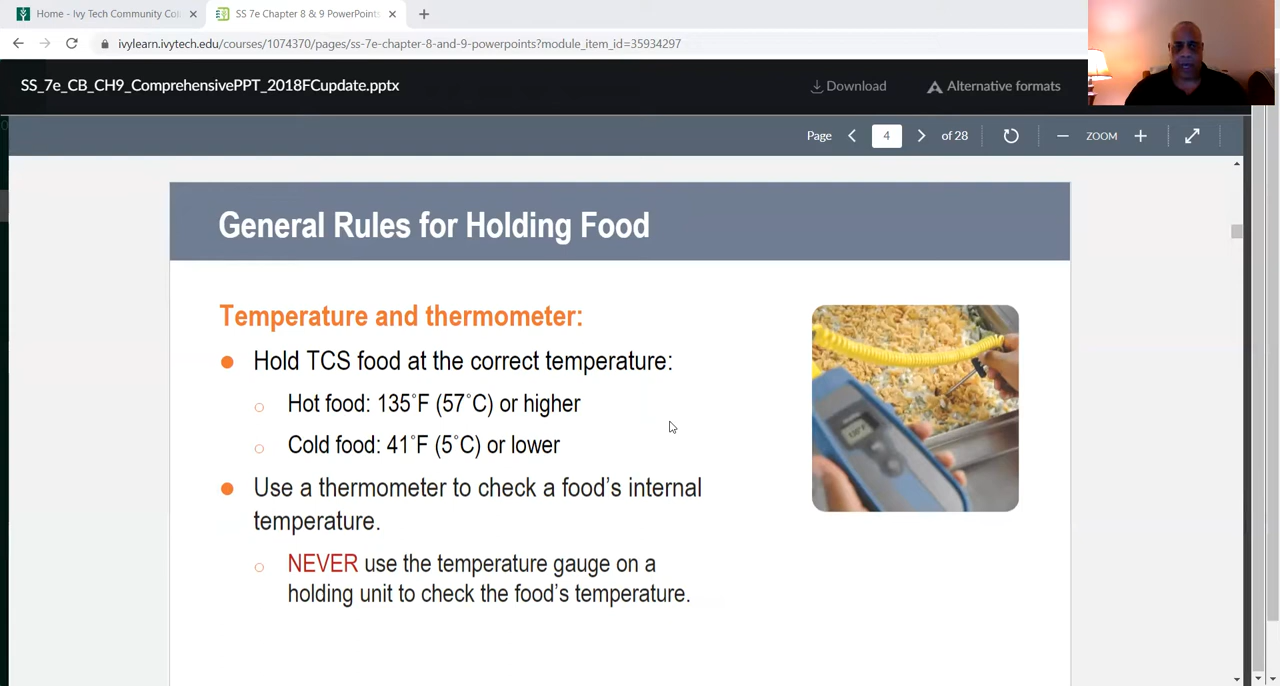 Home - Ivy Tech Community Col
SS 7e Chapter 8 & 9 PowerPoints
ivylearn.ivytech.edu/courses/1074370/pages/ss-7e-chapter-8-and-9-powerpoints?module_item_id=35934297
SS_7e_CB_CH9_ComprehensivePPT_2018FCupdate.pptx
Download
Alternative formats
Page 4 of 28 ZOOM
General Rules for Holding Food
Temperature and thermometer:
Hold TCS food at the correct temperature:
Hot food: 135°F (57°C) or higher
Cold food: 41°F (5°C) or lower
Use a thermometer to check a food's internal
temperature.
NEVER use the temperature gauge on a
holding unit to check the food's temperature.